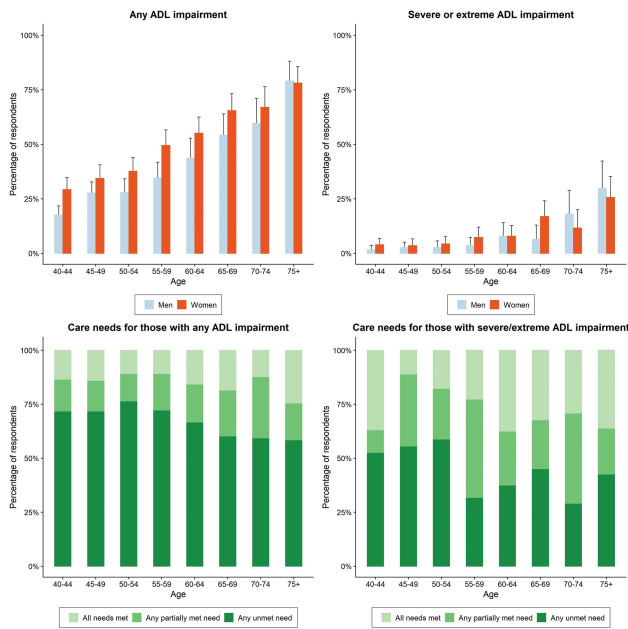 Any ADL impairment
Percentage of respondents
100%
75%
50%
25%
0%
40-44 45-49 50-54 55-59 60-64 65-69 70-74 75+
Age
Men Women
Severe or extreme ADL impairment
Percentage of respondents
100%
75%
50%
25%
0%
40-44 45-49 50-54 55-59 60-64 65-69 70-74 75+
Age
Men Women
Care needs for those with any ADL impairment
Percentage of respondents
100%
75%
50%
25%
0%
40-44 45-49 50-54 55-59 60-64 65-69 70-74 75+
Age
All needs met Any partially met need Any unmet need
Care needs for those with severe/extreme ADL impairment
Percentage of respondents
100%
75%
50%
25%
0%
40-44 45-49 50-54 55-59 60-64 65-69 70-74 75+
Age
All needs met Any partially met need Any unmet need